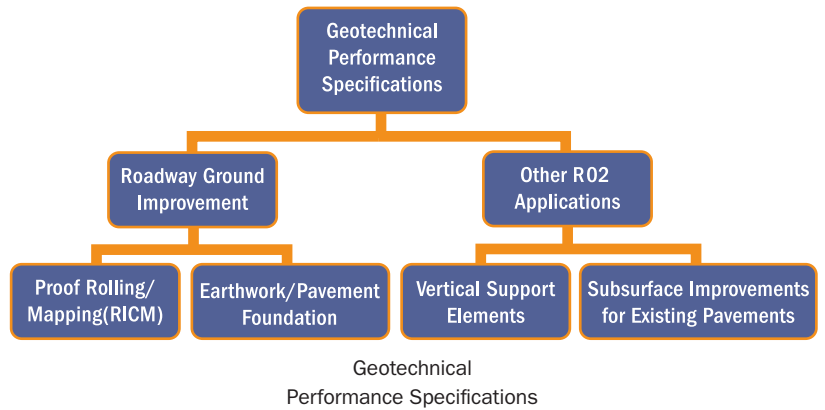 Geotechnical
Performance
Specifications
Roadway Ground
Improvement
Other R02
Applications
Proof Rolling/
Mapping(RICM)
Earthwork/Pavement
Foundation
Vertical Support
Elements
Subsurface Improvements
for Existing Pavements
Geotechnical
Performance Specifications